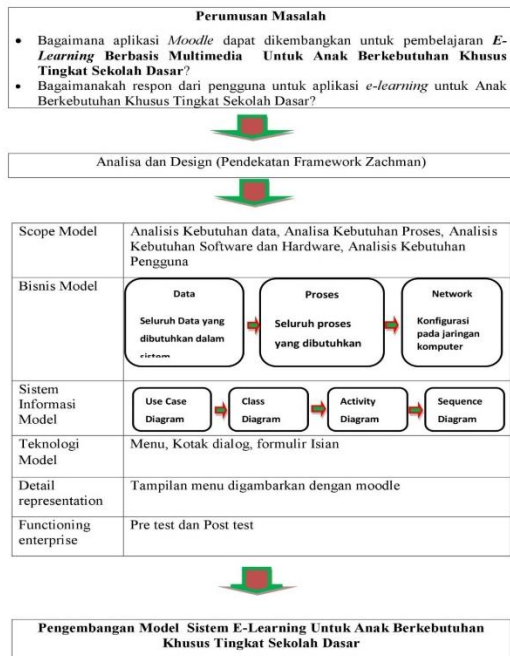 Perumusan Masalah
• Bagaimana aplikasi Moodle dapat dikembangkan untuk pembelajaran E-
Learning Berbasis Multimedia Untuk Anak Berkebutuhan Khusus
Tingkat Sekolah Dasar?
• Bagaimanakah respon dari pengguna untuk aplikasi e-learning untuk Anak
Berkebutuhan Khusus Tingkat Sekolah Dasar?
Analisa dan Design (Pendekatan Framework Zachman)
Scope Model
Analisis Kebutuhan data, Analisa Kebutuhan Proses, Analisis
Kebutuhan Software dan Hardware, Analisis Kebutuhan
Pengguna
Bisnis Model
Data
Seluruh Data yang
dibutuhkan dalam
sistem
Proses
Seluruh proses
yang dibutuhkan
Network
Konfigurasi
pada jaringan
komputer
Sistem
Informasi
Model
Use Case
Diagram
Class
Diagram
Activity
Diagram
Sequence
Diagram
Teknologi
Model
Menu, Kotak dialog, formulir Isian
Detail
representation
Tampilan menu digambarkan dengan moodle
Functioning
enterprise
Pre test dan Post test
Pengembangan Model Sistem E-Learning Untuk Anak Berkebutuhan
Khusus Tingkat Sekolah Dasar